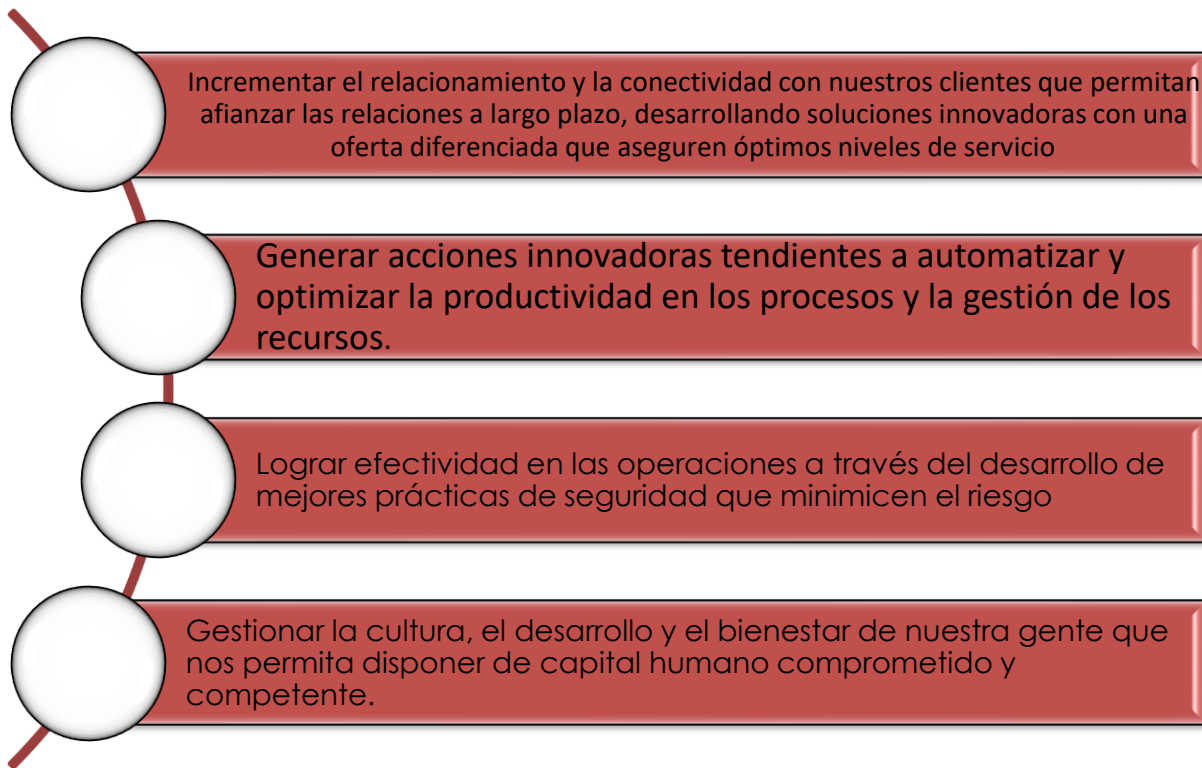 Incrementar el relacionamiento y la conectividad con nuestros clientes que permitan
afianzar las relaciones a largo plazo, desarrollando soluciones innovadoras con una
oferta diferenciada que aseguren óptimos niveles de servicio
Generar acciones innovadoras tendientes a automatizar y
optimizar la productividad en los procesos y la gestión de los
recursos.
Lograr efectividad en las operaciones a través del desarrollo de
mejores prácticas de seguridad que minimicen el riesgo
Gestionar la cultura, el desarrollo y el bienestar de nuestra gente que
nos permita disponer de capital humano comprometido y
competente.